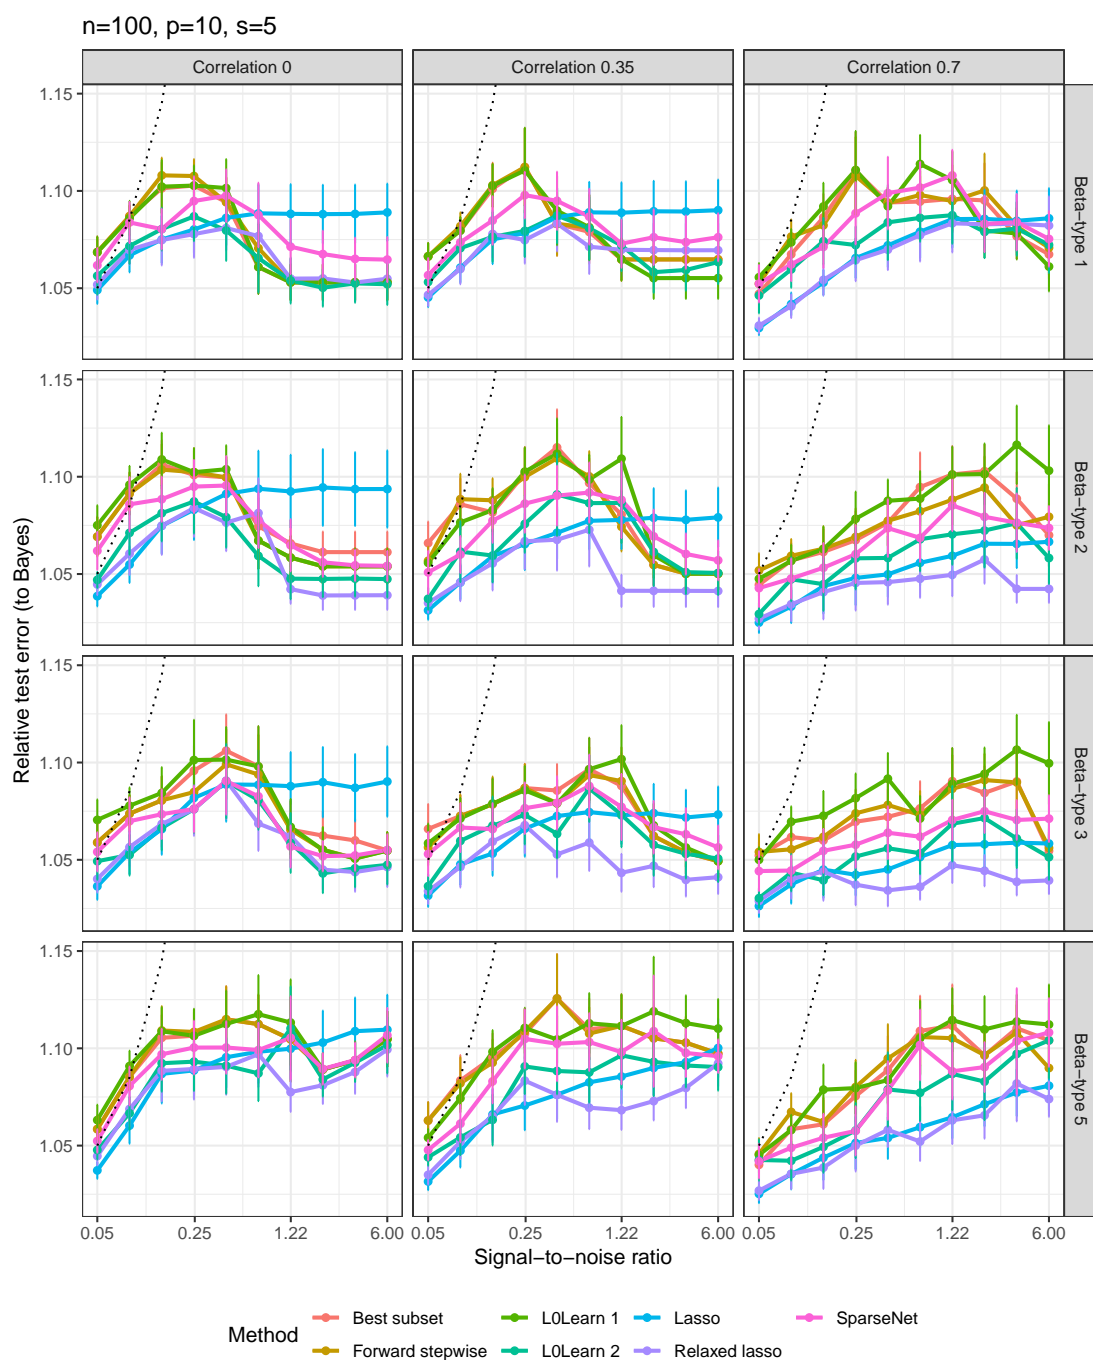 n=100, p=10, s=5
Correlation 0 Correlation 0.35 Correlation 0.7
1.15
1.10
1.05
Beta−type 1
1.15
1.10
1.05
Beta−type 2
1.15
1.10
1.05
Beta−type 3
1.15
1.10
1.05
Beta−type 5
Relative test error (to Bayes)
0.05 0.25 1.22 6.00 0.05 0.25 1.22 6.00 0.05 0.25 1.22 6.00
Signal−to−noise ratio
Method
Best subset L0Learn 1 Lasso SparseNet
Forward stepwise L0Learn 2 Relaxed lasso